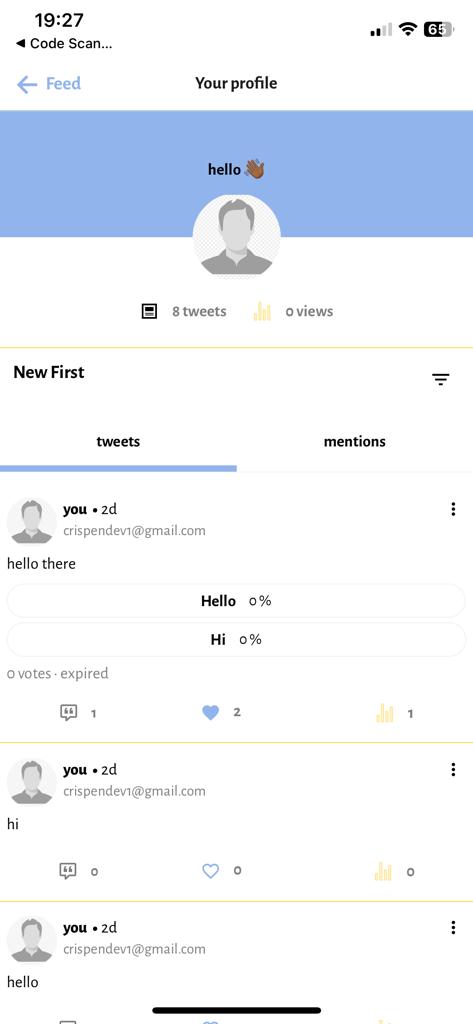 19:27
65
◀ Code Scan...
← Feed
Your profile
hello 👋🏾
8 tweets
0 views
New First
tweets
mentions
you • 2d
crispendev1@gmail.com
hello there
Hello 0%
Hi 0%
0 votes · expired
1
2
1
you • 2d
crispendev1@gmail.com
hi
0
0
0
you • 2d
crispendev1@gmail.com
hello